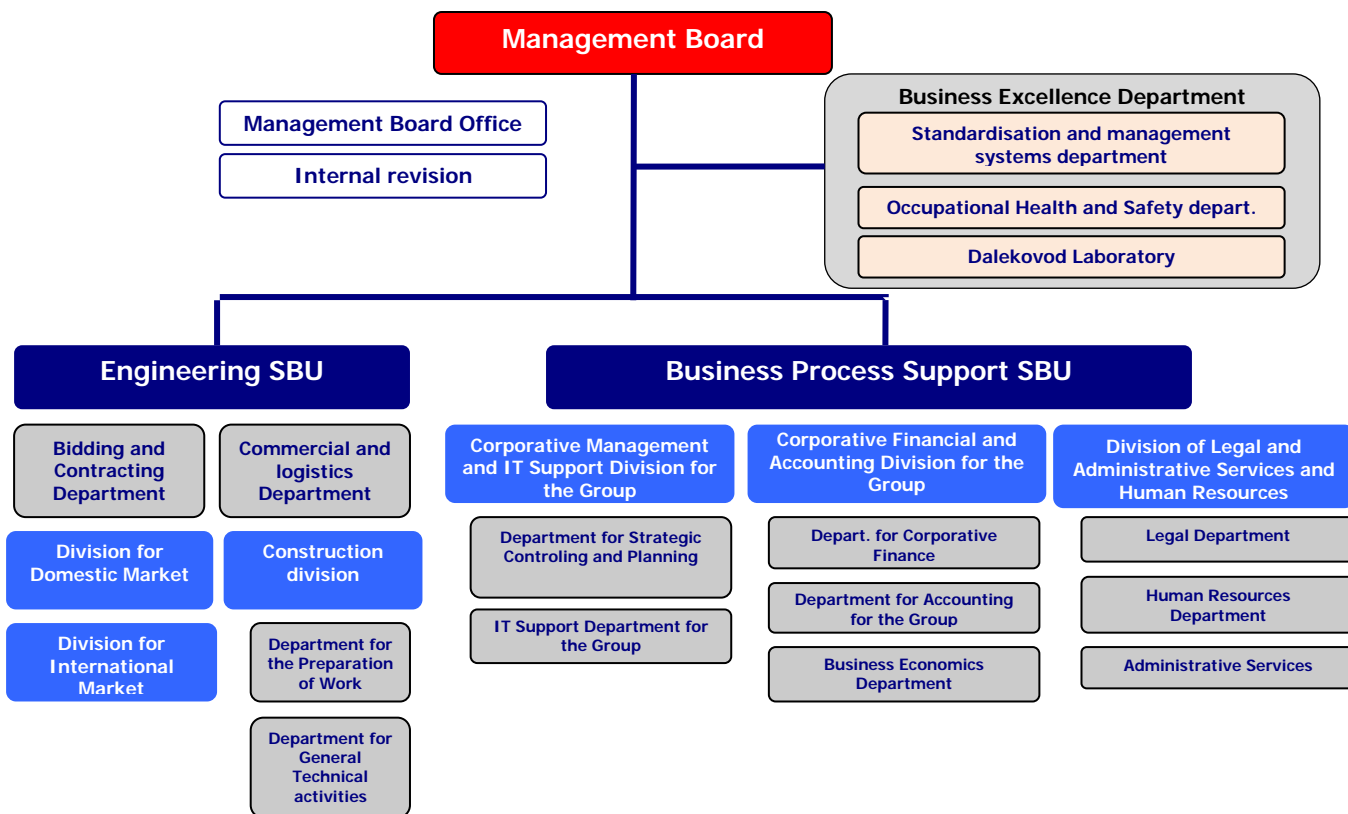 Management Board
Management Board Office
Internal revision
Business Excellence Department
Standardisation and management
systems department
Occupational Health and Safety depart.
Dalekovod Laboratory
Engineering SBU
Bidding and
Contracting
Department
Commercial and
logistics
Department
Division for
Domestic Market
Construction
division
Division for
International
Market
Department for
the Preparation
of Work
Department for
General
Technical
activities
Business Process Support SBU
Corporative Management
and IT Support Division for
the Group
Department for Strategic
Controling and Planning
IT Support Department for
the Group
Corporative Financial and
Accounting Division for the
Group
Depart. for Corporative
Finance
Department for Accounting
for the Group
Business Economics
Department
Division of Legal and
Administrative Services and
Human Resources
Legal Department
Human Resources
Department
Administrative Services